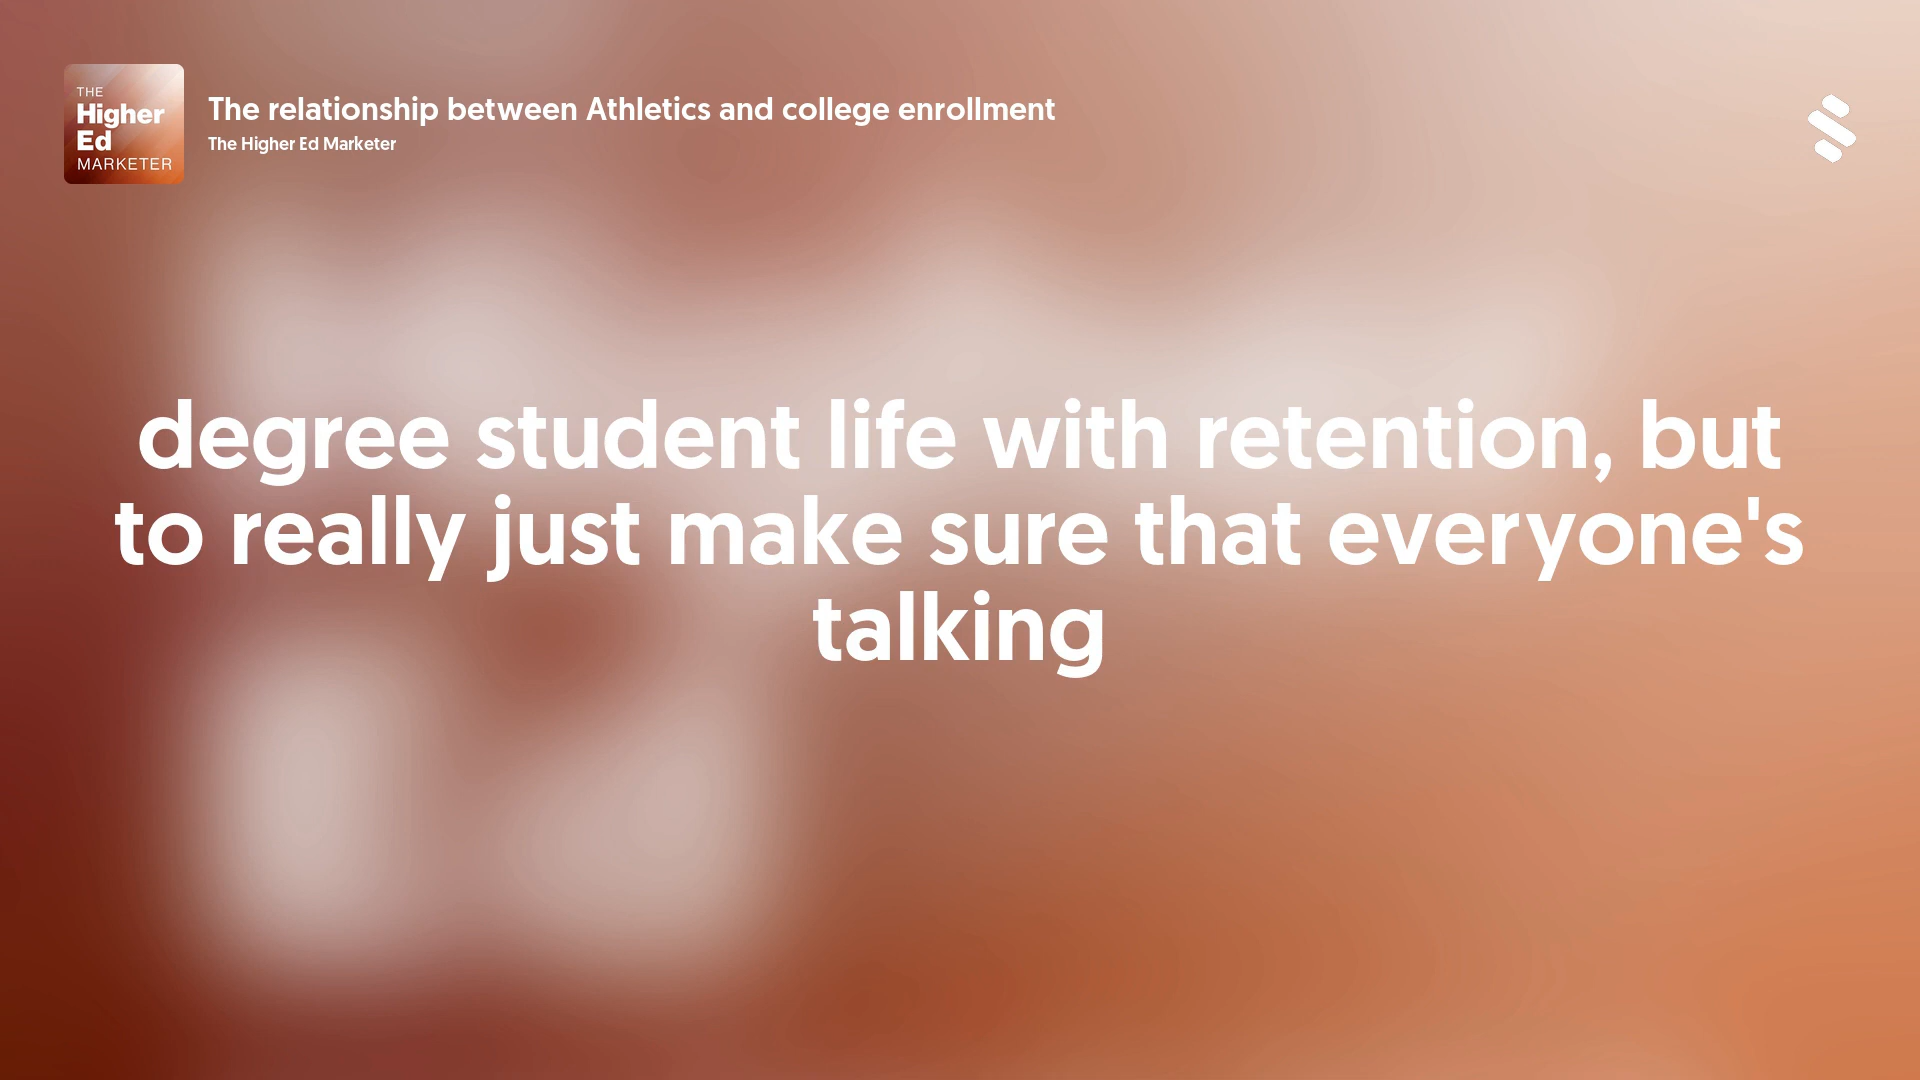 THE
Higher
Ed
MARKETER
The relationship between Athletics and college enrollment
The Higher Ed Marketer
degree student life with retention, but
to really just make sure that everyone's
talking